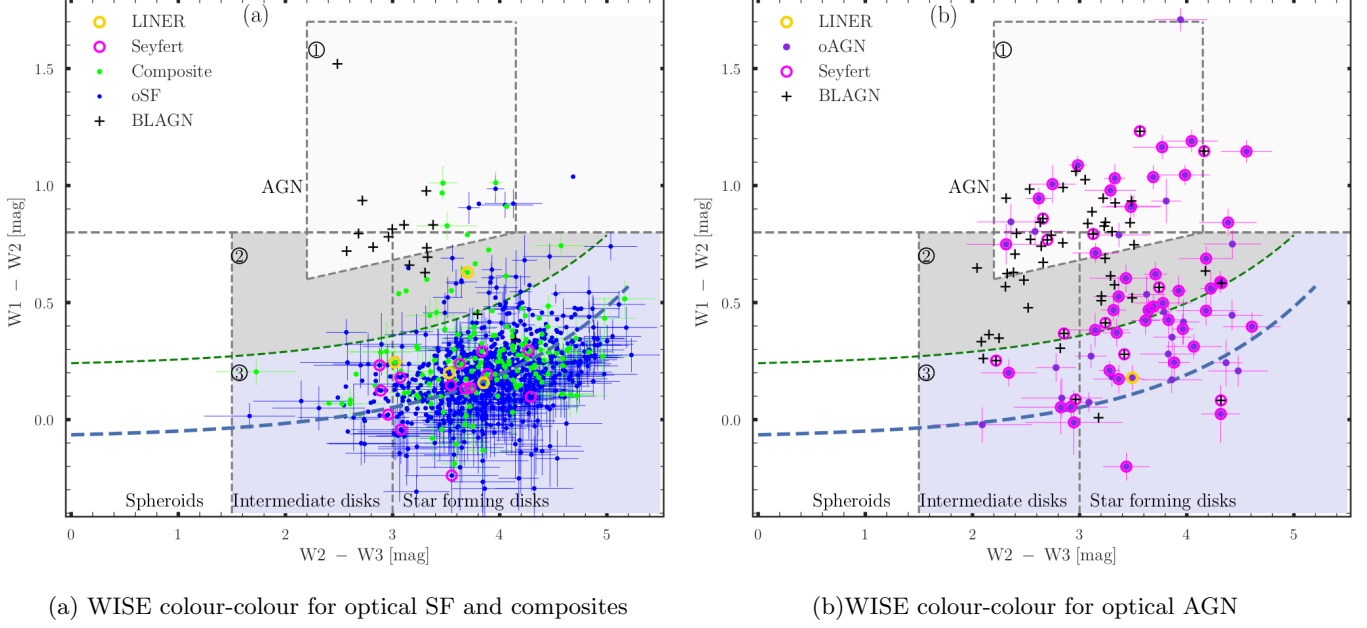 (a)
LINER
Seyfert
Composite
oSF
BLAGN
①
AGN
②
③
Spheroids
Intermediate disks
Star forming disks
1.5
1.0
0.5
0.0
W1 − W2 [mag]
0
1
2
3
4
5
W2 − W3 [mag]
(b)
LINER
oAGN
Seyfert
BLAGN
①
AGN
②
③
Spheroids
Intermediate disks
Star forming disks
1.5
1.0
0.5
0.0
W1 − W2 [mag]
0
1
2
3
4
5
W2 − W3 [mag]
(a) WISE colour-colour for optical SF and composites
(b)WISE colour-colour for optical AGN